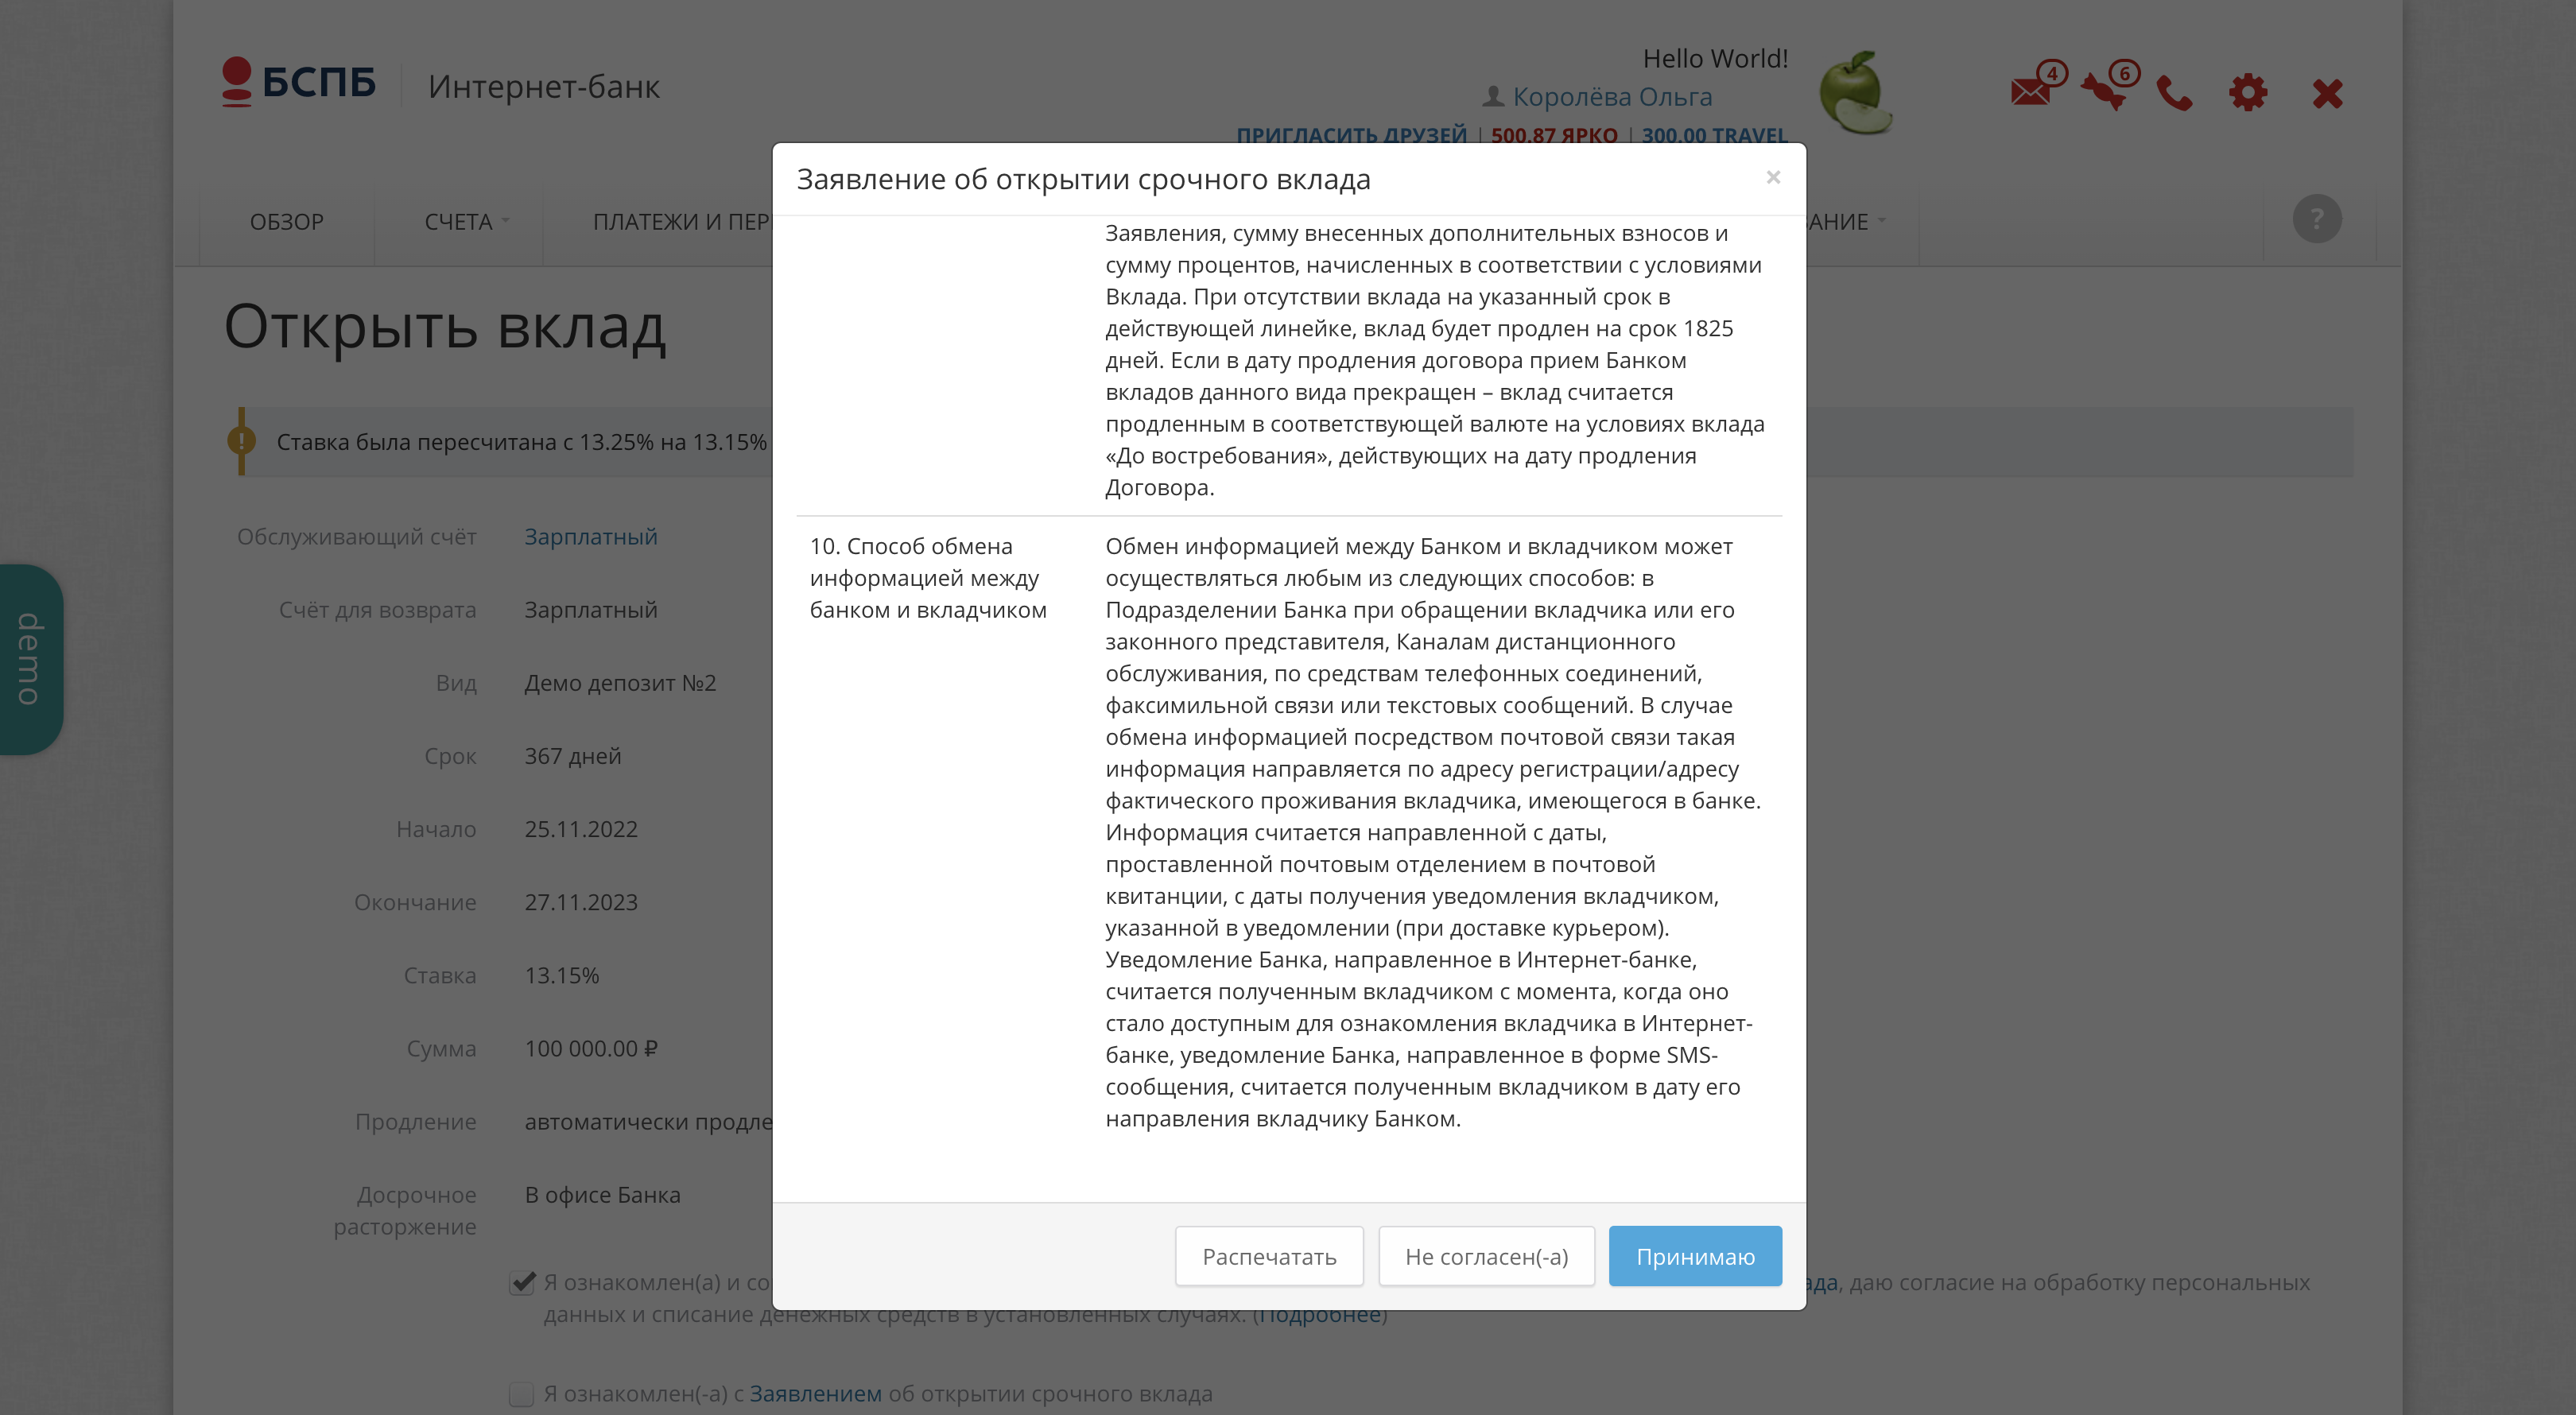 БСПБ
Интернет-банк
Hello World!
Королёва Ольга
ПРИГЛАСИТЬ ДРУЗЕЙ | 500.87 ЯРКО | 300.00 TRAVEL
4
6
ОБЗОР
СЧЕТА
ПЛАТЕЖИ И ПЕР
АНИЕ
?
Открыть вклад
Ставка была пересчитана с 13.25% на 13.15%
Обслуживающий счёт Зарплатный
Счёт для возврата Зарплатный
Вид Демо депозит №2
Срок 367 дней
Начало 25.11.2022
Окончание 27.11.2023
Ставка 13.15%
Сумма 100 000.00 ₽
Продление автоматически продле
Досрочное В офисе Банка
расторжение
Я ознакомлен(а) и со
ада, даю согласие на обработку персональных
данных и списание денежных средств в установленных случаях. (Подробнее)
Я ознакомлен(-а) с Заявлением об открытии срочного вклада
demo
Заявление об открытии срочного вклада
×
Заявления, сумму внесенных дополнительных взносов и
сумму процентов, начисленных в соответствии с условиями
Вклада. При отсутствии вклада на указанный срок в
действующей линейке, вклад будет продлен на срок 1825
дней. Если в дату продления договора прием Банком
вкладов данного вида прекращен – вклад считается
продленным в соответствующей валюте на условиях вклада
«До востребования», действующих на дату продления
Договора.
10. Способ обмена
информацией между
банком и вкладчиком
Обмен информацией между Банком и вкладчиком может
осуществляться любым из следующих способов: в
Подразделении Банка при обращении вкладчика или его
законного представителя, Каналам дистанционного
обслуживания, по средствам телефонных соединений,
факсимильной связи или текстовых сообщений. В случае
обмена информацией посредством почтовой связи такая
информация направляется по адресу регистрации/адресу
фактического проживания вкладчика, имеющегося в банке.
Информация считается направленной с даты,
проставленной почтовым отделением в почтовой
квитанции, с даты получения уведомления вкладчиком,
указанной в уведомлении (при доставке курьером).
Уведомление Банка, направленное в Интернет-банке,
считается полученным вкладчиком с момента, когда оно
стало доступным для ознакомления вкладчика в Интернет-
банке, уведомление Банка, направленное в форме SMS-
сообщения, считается полученным вкладчиком в дату его
направления вкладчику Банком.
Распечатать
Не согласен(-а)
Принимаю